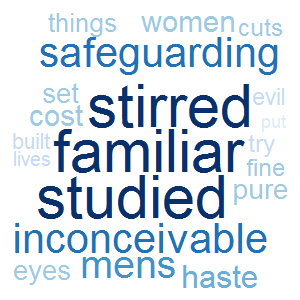 things women cuts
safeguarding
set stirred evil
cost put
built familiar try
lives fine
studied pure
inconceivable
eyes mens haste